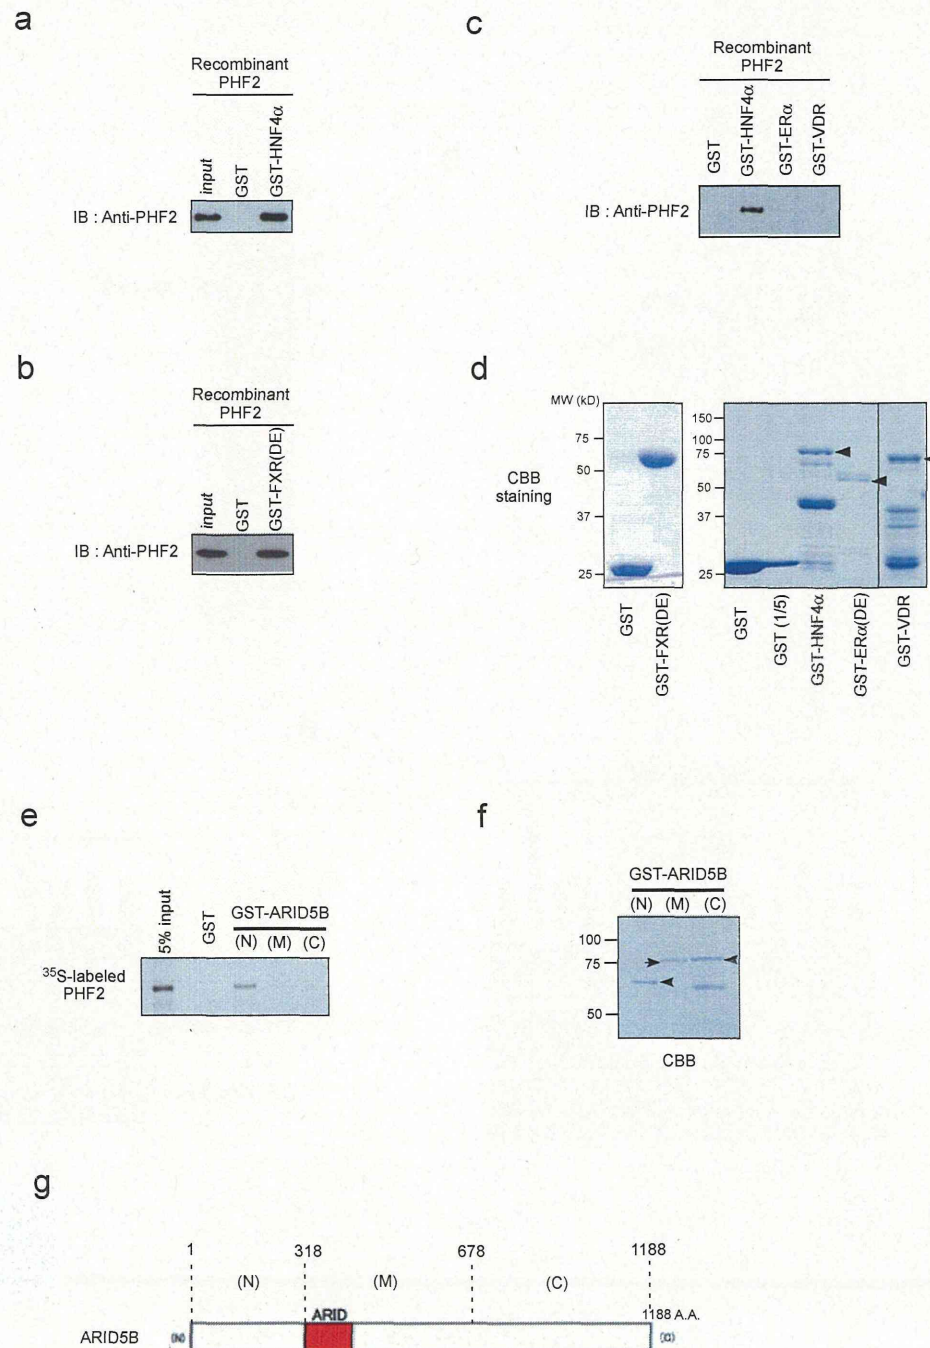 a
Recombinant
PHF2
input
GST
GST-HNF4α
IB : Anti-PHF2
c
Recombinant
PHF2
GST
GST-HNF4α
GST-ERα
GST-VDR
IB : Anti-PHF2
b
Recombinant
PHF2
input
GST
GST-FXR(DE)
IB : Anti-PHF2
d
MW (kD)
75
50
37
25
CBB
staining
GST
GST-FXR(DE)
150
100
75
50
37
25
GST
GST (1/5)
GST-HNF4α
GST-ERα(DE)
GST-VDR
e
5% input
GST
GST-ARID5B
(N) (M) (C)
35S-labeled
PHF2
f
GST-ARID5B
(N) (M) (C)
100
75
50
CBB
g
1 318 678 1188
(N) (M) (C)
ARID
1188 A.A.
ARID5B
(N)
(C)